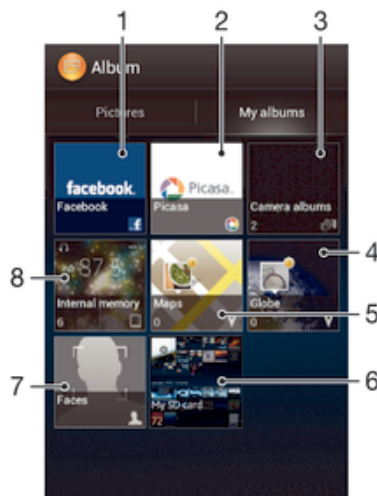 1
2
3
Album
Pictures
My albums
facebook.
Facebook
Picasa.
Picasa
Camera albums
2
4
8
Internal memory
6
Maps
0
Globe
0
5
7
Faces
My SD card
72
6